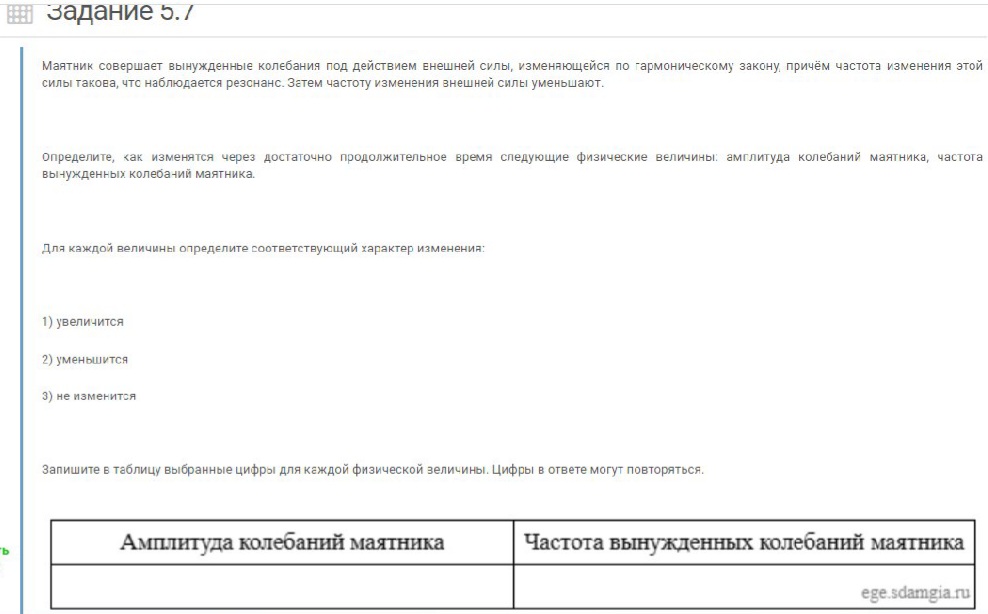 Задание 5.7
Маятник совершает вынужденные колебания под действием внешней силы, изменяющейся по гармоническому закону, причём частота изменения этой
силы такова, что наблюдается резонанс. Затем частоту изменения внешней силы уменьшают.
Определите, как изменятся через достаточно продолжительное время следующие физические величины: амплитуда колебаний маятника, частота
вынужденных колебаний маятника.
Для каждой величины определите соответствующий характер изменения:
1) увеличится
2) уменьшится
3) не изменится
Запишите в таблицу выбранные цифры для каждой физической величины. Цифры в ответе могут повторяться.
Амплитуда колебаний маятника Частота вынужденных колебаний маятника
ege.sdamgia.ru